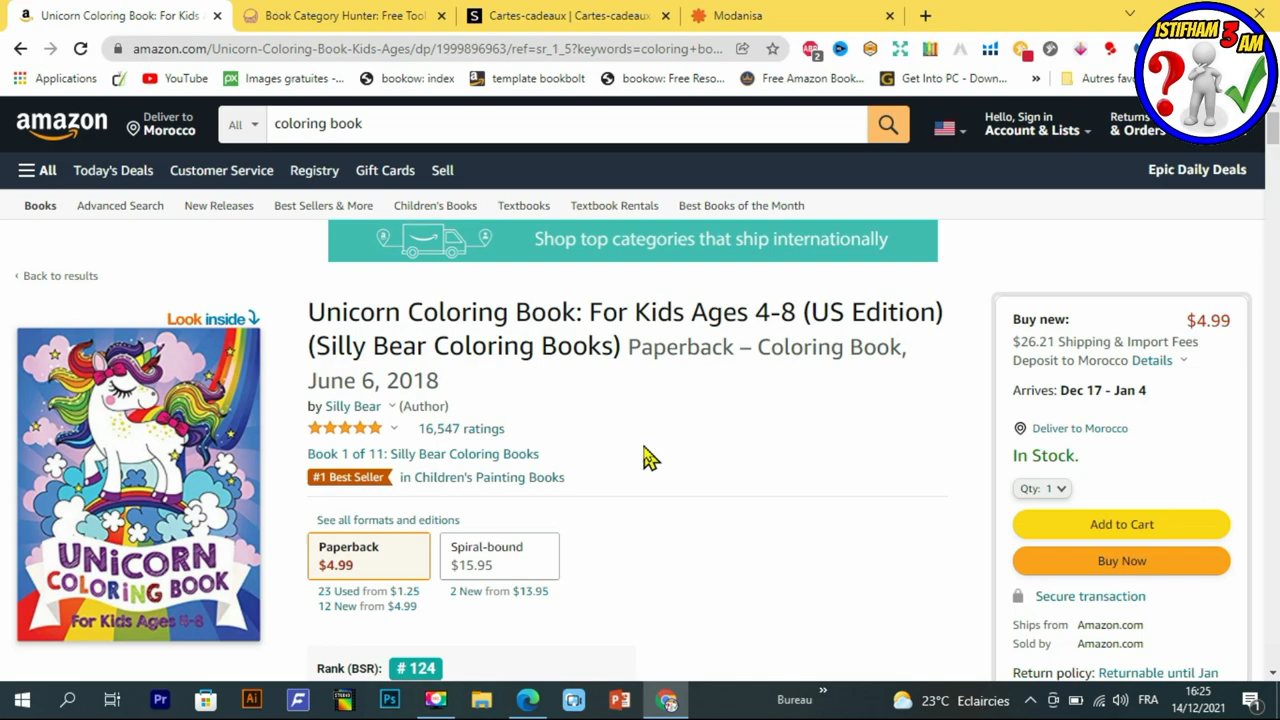 Unicorn Coloring Book: For Kids A
Book Category Hunter: Free Tool
Cartes-cadeaux | Cartes-cadeaux
Modanisa
amazon.com/Unicorn-Coloring-Book-Kids-Ages/dp/1999896963/ref=sr_1_5?keywords=coloring+bo...
Applications
YouTube
Images gratuites -...
bookow: index
template bookbolt
bookow: Free Reso...
Free Amazon Book...
Get Into PC - Down...
»
Autres favo
ISTIFHAM 3 AM
amazon
Deliver to
Morocco
All
coloring book
Hello, Sign in
Account & Lists
Returns
& Orders
All
Today's Deals
Customer Service
Registry
Gift Cards
Sell
Epic Daily Deals
Books
Advanced Search
New Releases
Best Sellers & More
Children's Books
Textbooks
Textbook Rentals
Best Books of the Month
Shop top categories that ship internationally
‹ Back to results
Look inside
UNiCORN
COLORiNG BOOK
For Kids Ages 4-8
Unicorn Coloring Book: For Kids Ages 4-8 (US Edition)
(Silly Bear Coloring Books) Paperback – Coloring Book,
June 6, 2018
by Silly Bear (Author)
16,547 ratings
Book 1 of 11: Silly Bear Coloring Books
#1 Best Seller in Children's Painting Books
See all formats and editions
Paperback
$4.99
Spiral-bound
$15.95
23 Used from $1.25
12 New from $4.99
2 New from $13.95
Rank (BSR): # 124
Buy new: $4.99
$26.21 Shipping & Import Fees
Deposit to Morocco Details
Arrives: Dec 17 - Jan 4
Deliver to Morocco
In Stock.
Qty: 1
Add to Cart
Buy Now
Secure transaction
Ships from Amazon.com
Sold by Amazon.com
Return policy: Returnable until Jan
Pr
Ai
Ps
Bureau
»
23°C Eclaircies
FRA
16:25
14/12/2021
1